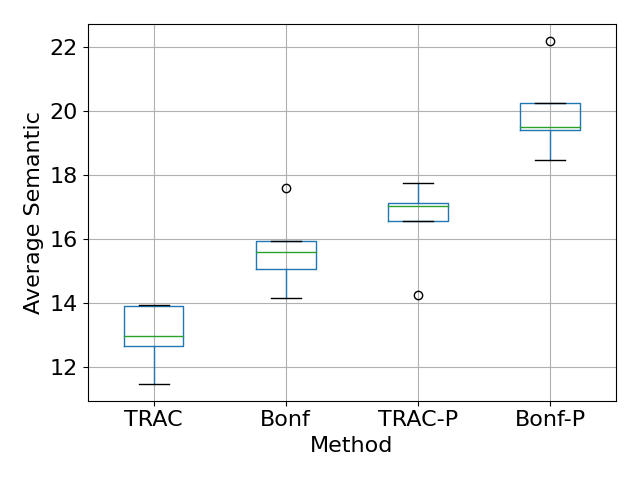 22
20
18
16
14
12
Average Semantic
TRAC
Bonf
TRAC-P
Bonf-P
Method